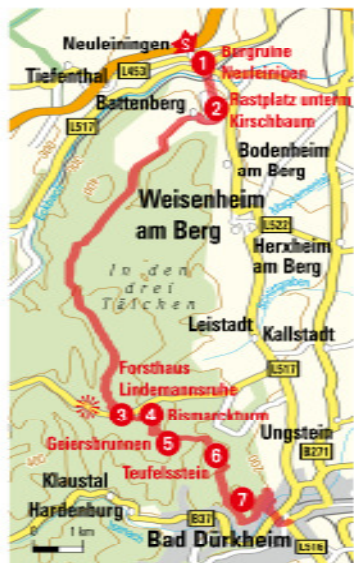 Neuleiningen
S
1
Burgruine
Neuleinigen
L453
Tiefenthal
Battenberg
2
Rastplatz unterm
Kirschbaum
L517
Bodenheim
am Berg
Weisenheim
am Berg
L522
Herxheim
am Berg
In den
drei
Tälchen
Leistadt
Kallstadt
Forsthaus
Lindemannsruhe
L517
3
4
Bismarckturm
Geiersbrunnen
5
Ungstein
6
B271
Teufelsstein
Klaustal
7
Hardenburg
0
1 km
B37
Bad Dürkheim
L516